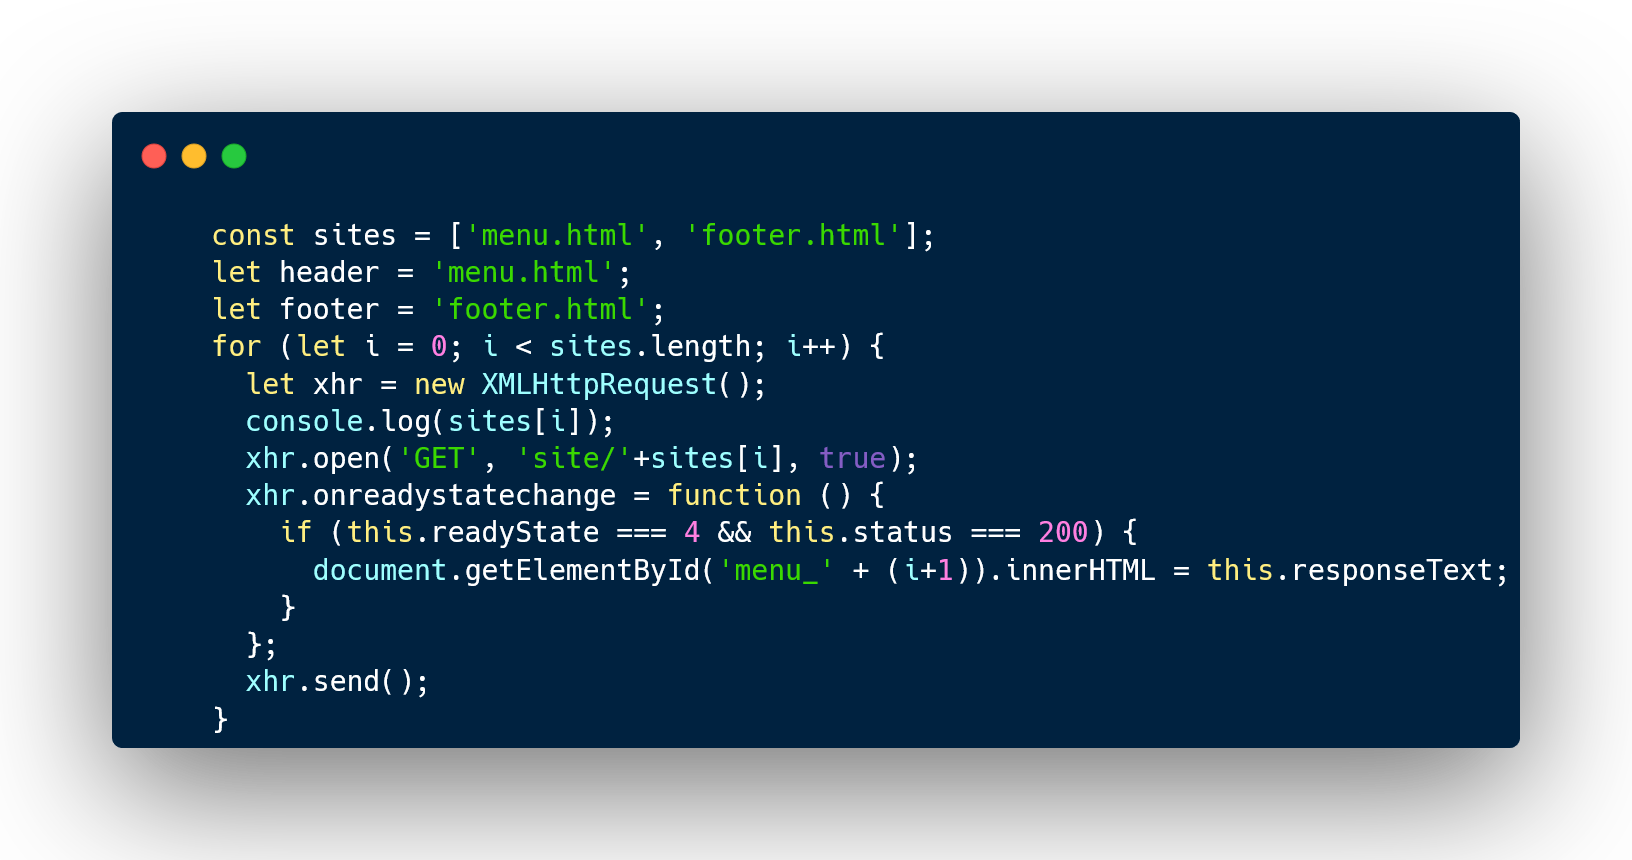 const sites = ['menu.html', 'footer.html'];
let header = 'menu.html';
let footer = 'footer.html';
for (let i = 0; i < sites.length; i++) {
  let xhr = new XMLHttpRequest();
  console.log(sites[i]);
  xhr.open('GET', 'site/'+sites[i], true);
  xhr.onreadystatechange = function () {
    if (this.readyState === 4 && this.status === 200) {
      document.getElementById('menu_' + (i+1)).innerHTML = this.responseText;
    }
  };
  xhr.send();
}